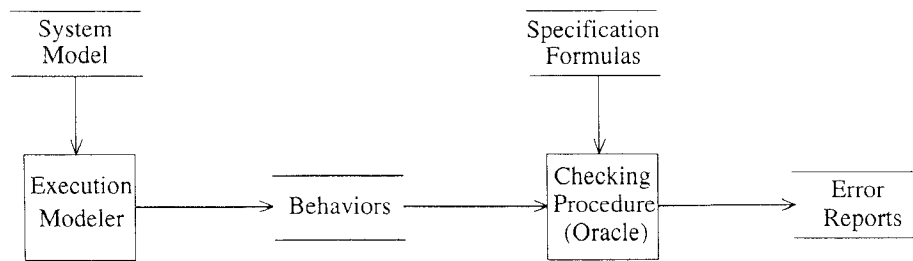 System
Model
Specification
Formulas
Execution
Modeler
Behaviors
Checking
Procedure
(Oracle)
Error
Reports